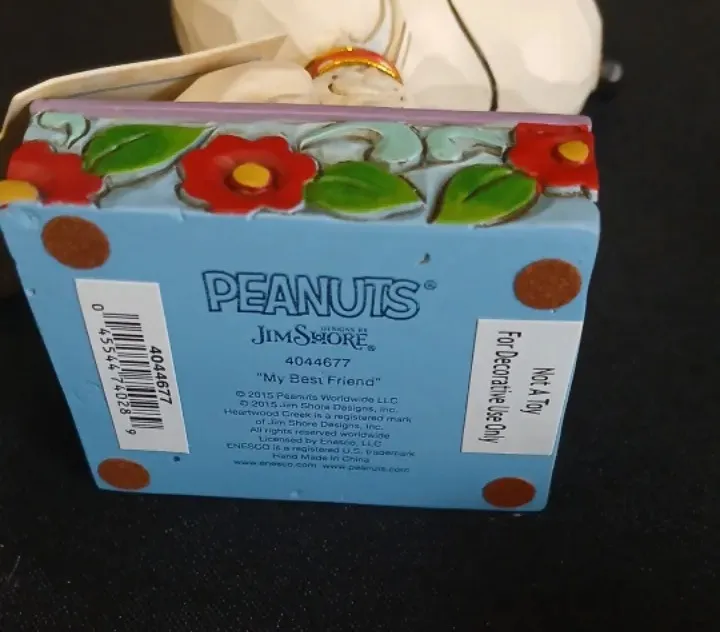 PEANUTS®
DESIGNS BY
JIM SHORE®
4044677
"My Best Friend"
© 2015 Peanuts Worldwide LLC
© 2015 Jim Shore Designs, Inc.
Heartwood Creek is a registered mark
of Jim Shore Designs, Inc.
All rights reserved worldwide
Licensed by Enesco, LLC
ENESCO is a registered U.S. trademark
Hand Made in China
www.enesco.com www.peanuts.com
4044677
0 45544 74028 9
Not A Toy
For Decorative Use Only